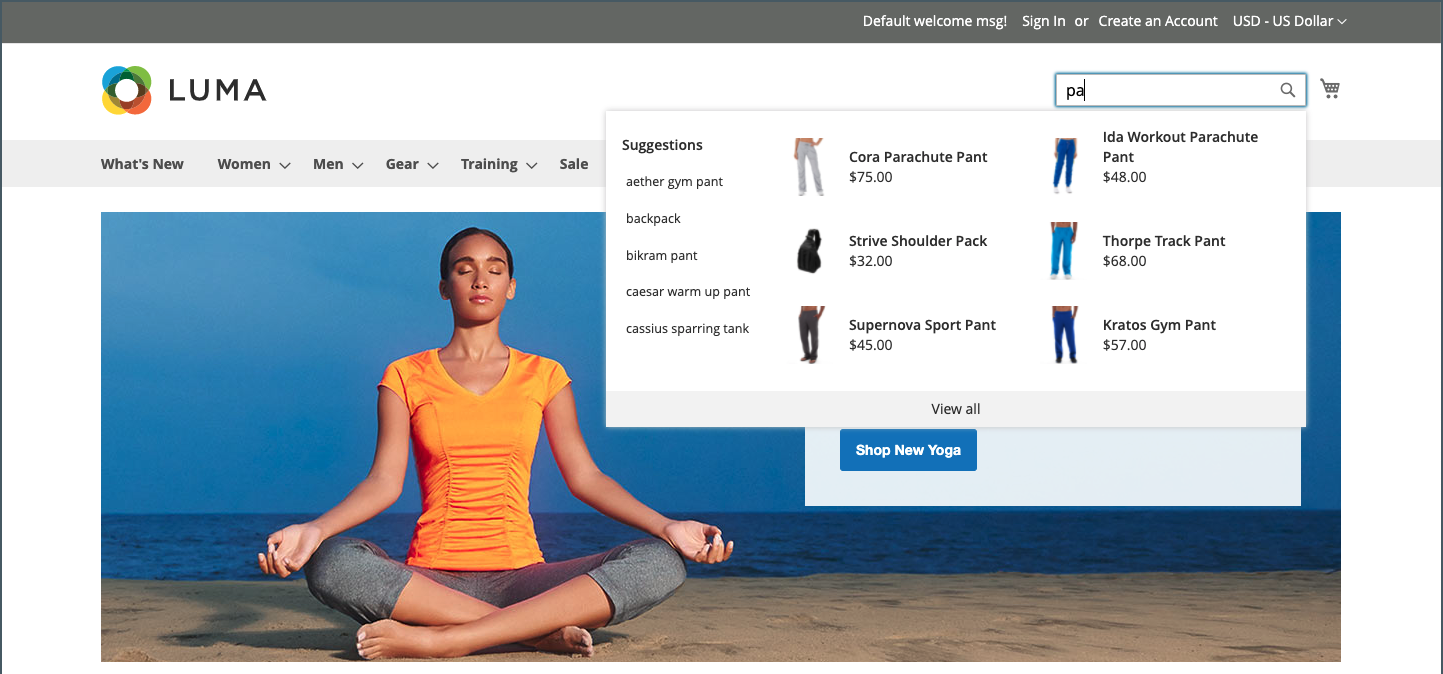 Default welcome msg! Sign In or Create an Account USD - US Dollar
LUMA
pa
What's New Women Men Gear Training Sale
Suggestions
aether gym pant
backpack
bikram pant
caesar warm up pant
cassius sparring tank
Cora Parachute Pant
$75.00
Ida Workout Parachute
Pant
$48.00
Strive Shoulder Pack
$32.00
Thorpe Track Pant
$68.00
Supernova Sport Pant
$45.00
Kratos Gym Pant
$57.00
View all
Shop New Yoga